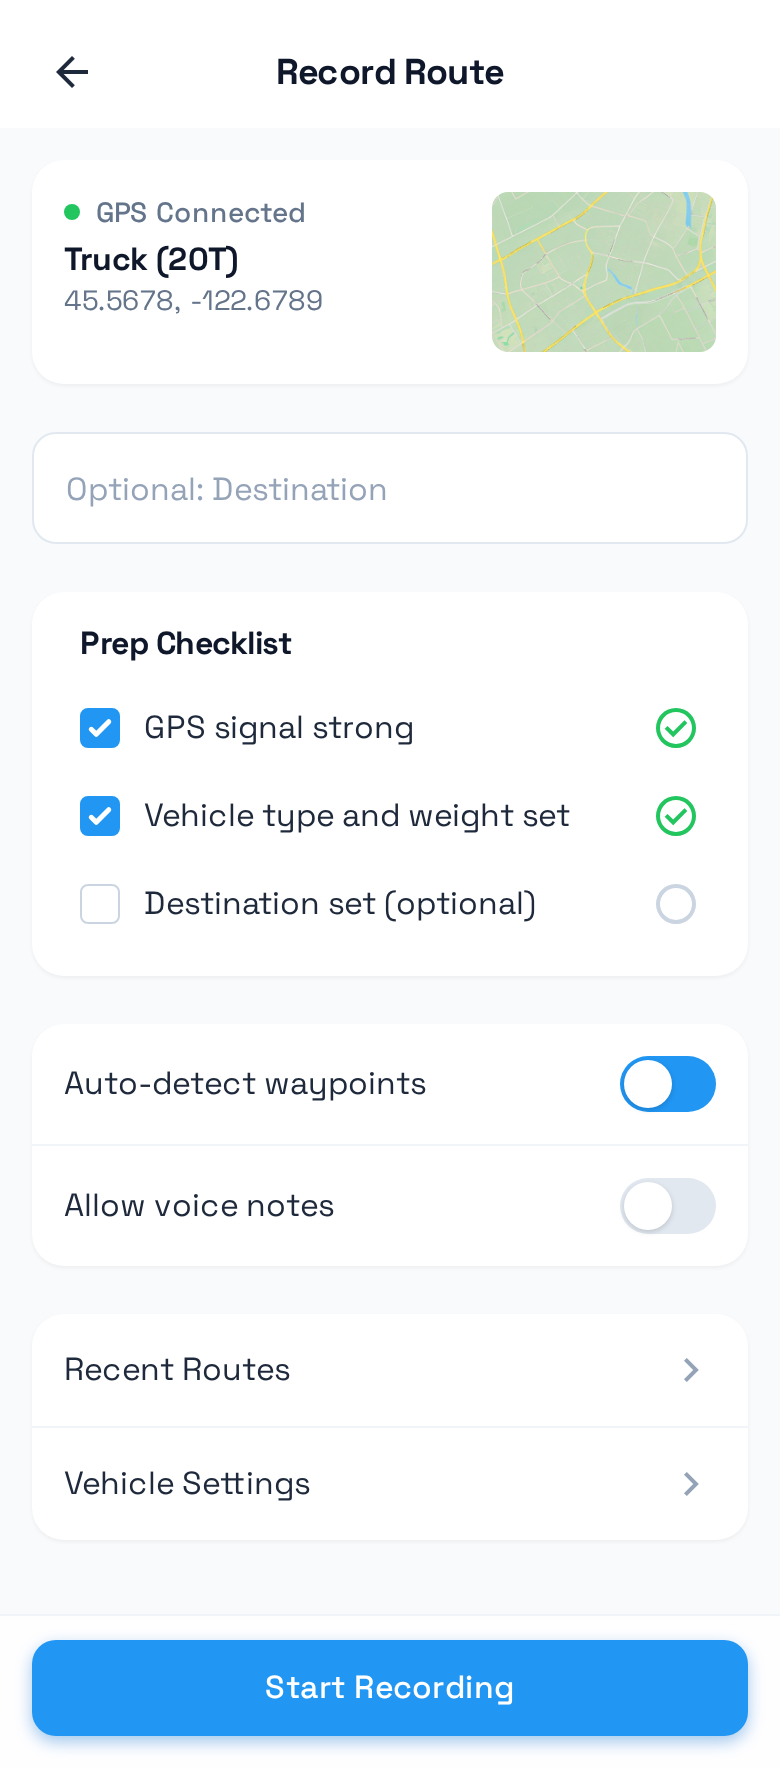 Record Route
GPS Connected
Truck (20T)
45.5678, -122.6789
Optional: Destination
Prep Checklist
GPS signal strong
Vehicle type and weight set
Destination set (optional)
Auto-detect waypoints
Allow voice notes
Recent Routes
Vehicle Settings
Start Recording